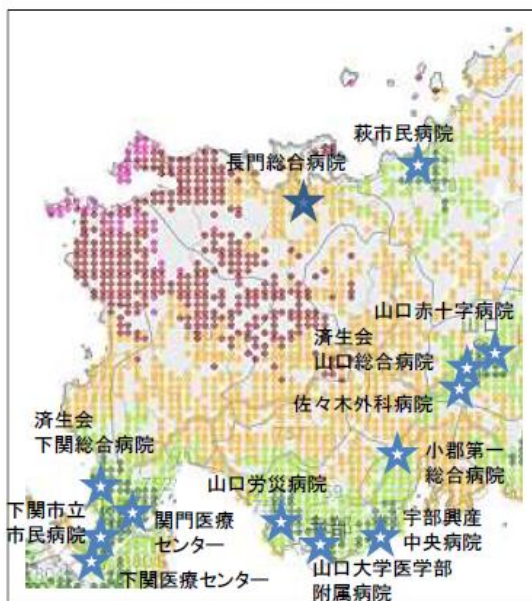 萩市民病院
長門総合病院
山口赤十字病院
済生会
山口総合病院
佐々木外科病院
済生会
下関総合病院
小郡第一
総合病院
山口労災病院
下関市立
市民病院
関門医療
センター
宇部興産
中央病院
下関医療センター
山口大学医学部
附属病院